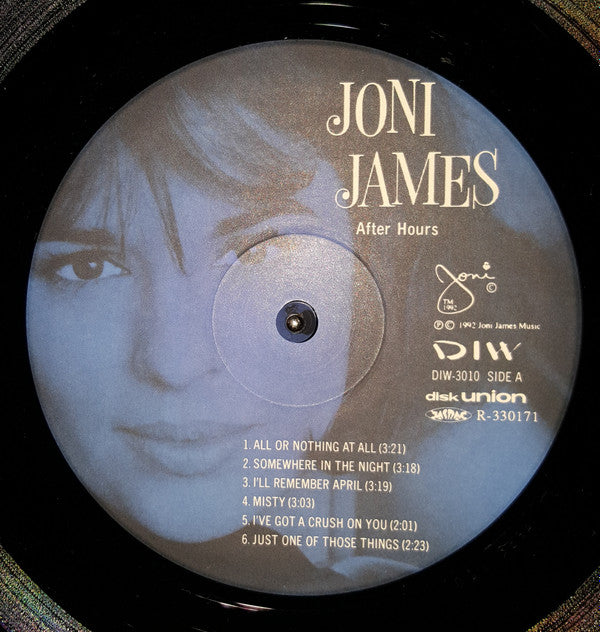 JONI
JAMES
After Hours
Joni
©
TM
1992
Ⓟ © 1992 Joni James Music
DIW
DIW-3010 SIDE A
disk union
JASRAC R-330171
1. ALL OR NOTHING AT ALL (3:21)
2. SOMEWHERE IN THE NIGHT (3:18)
3. I'LL REMEMBER APRIL (3:19)
4. MISTY (3:03)
5. I'VE GOT A CRUSH ON YOU (2:01)
6. JUST ONE OF THOSE THINGS (2:23)